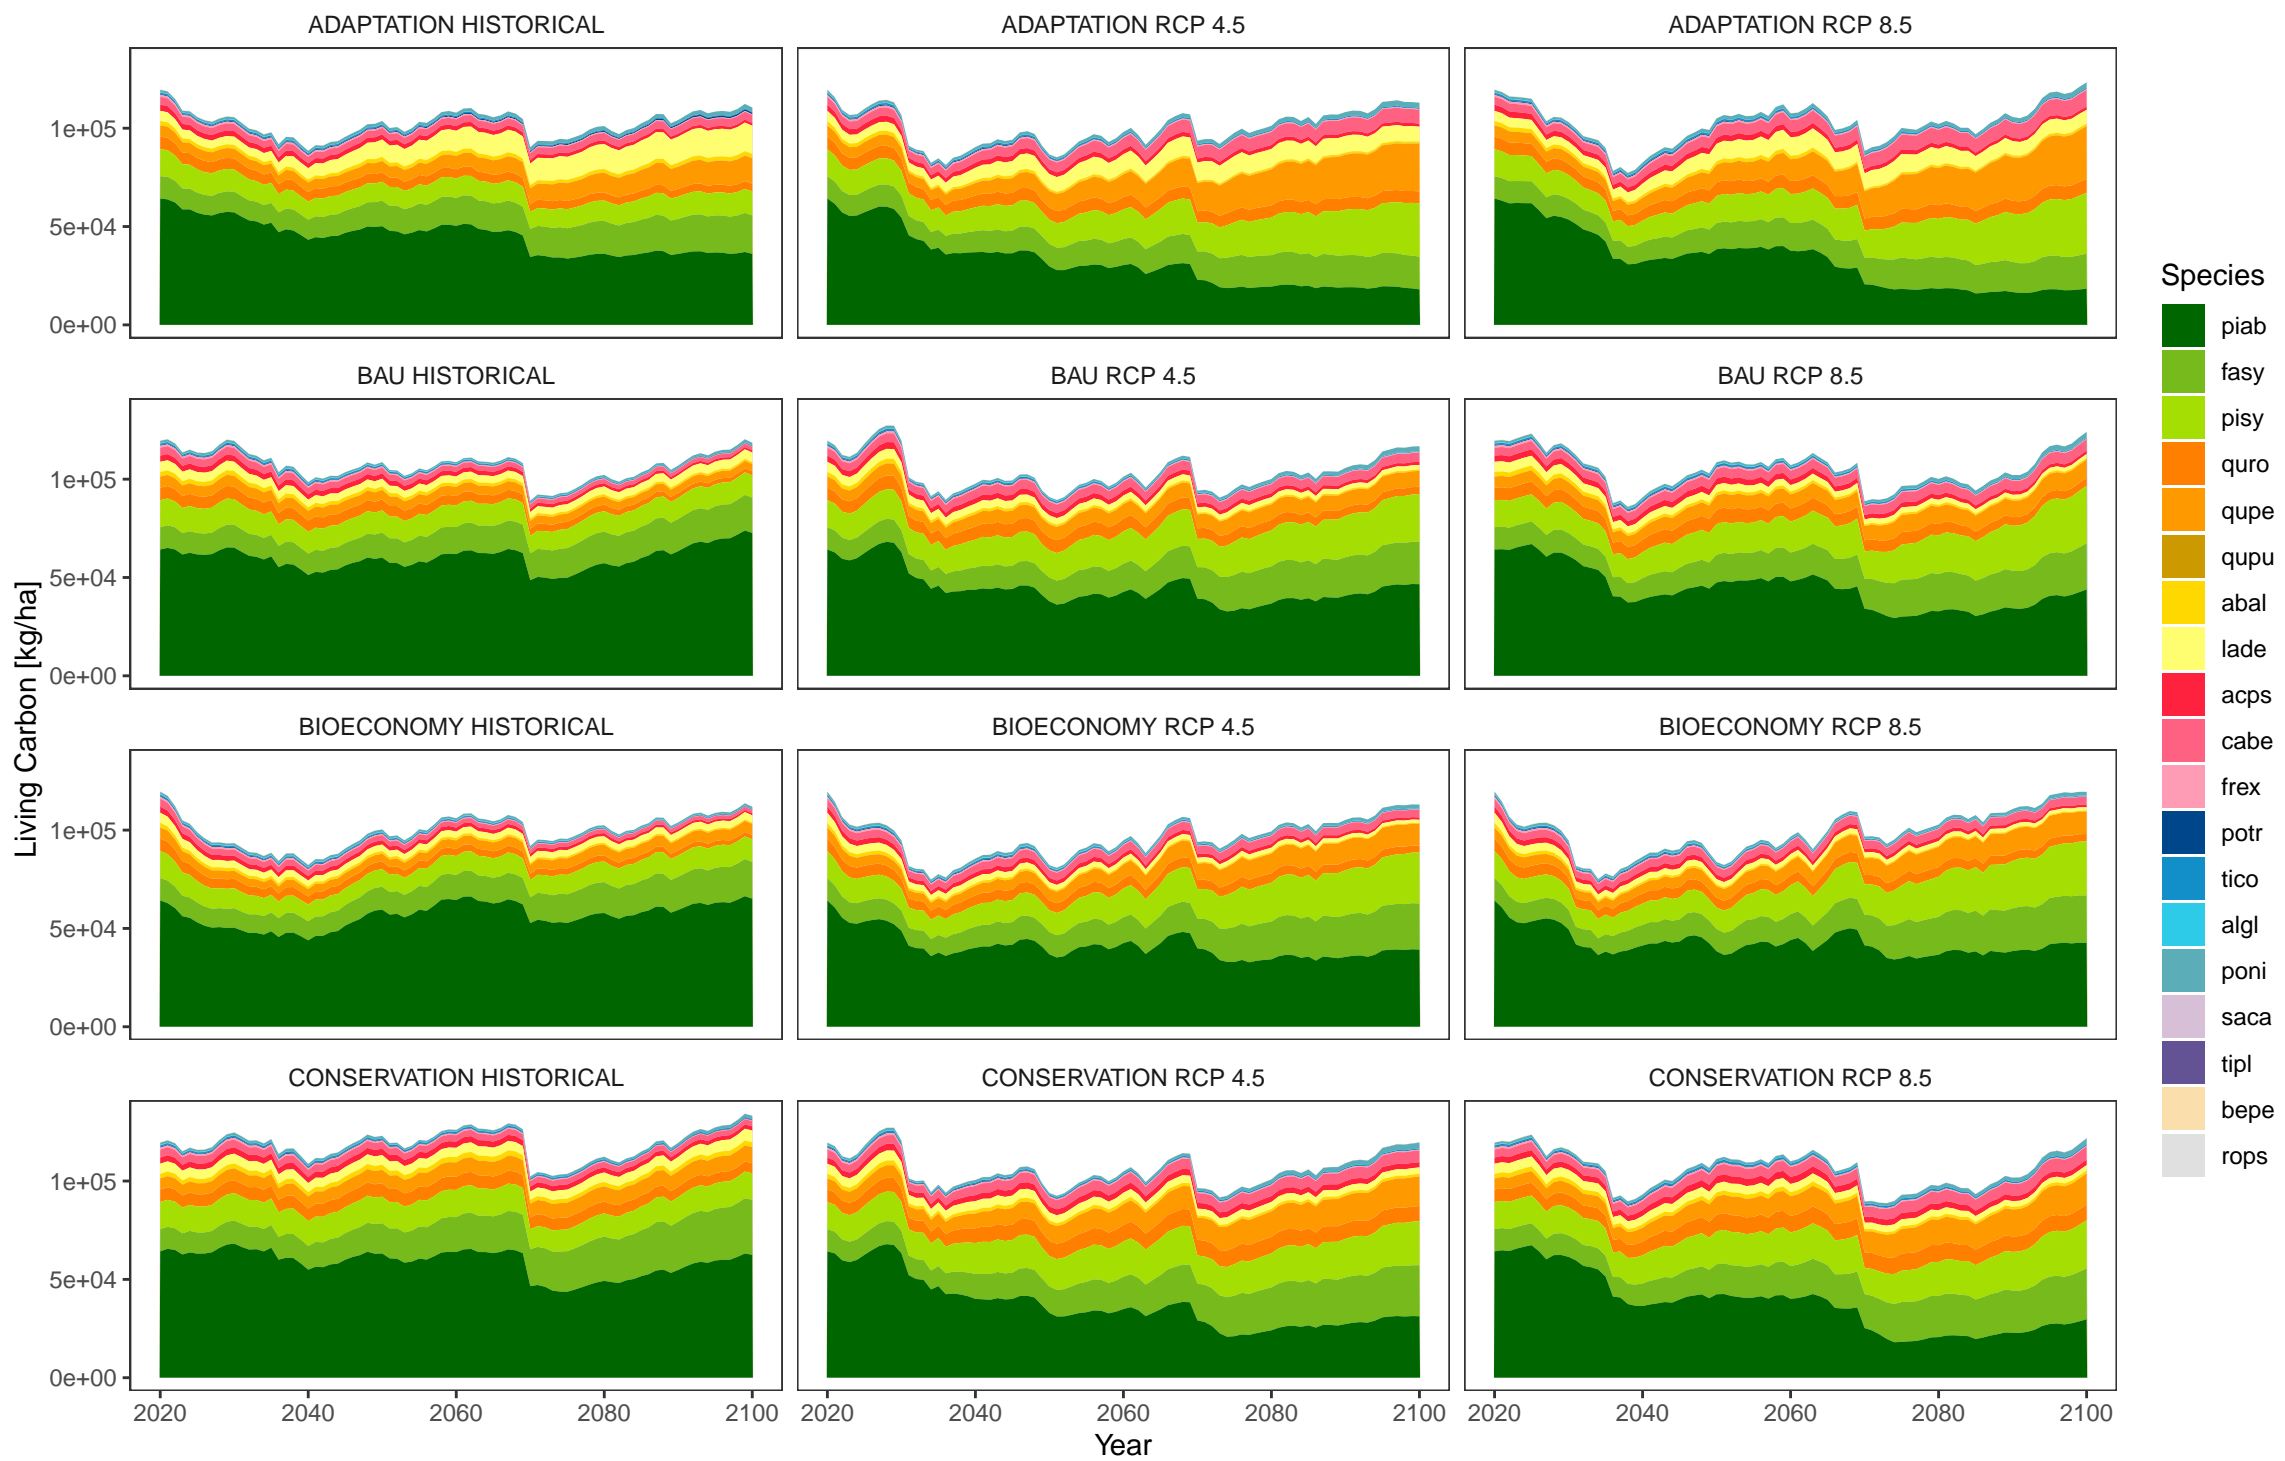 ADAPTATION HISTORICAL
ADAPTATION RCP 4.5
ADAPTATION RCP 8.5
1e+05
5e+04
0e+00
BAU HISTORICAL
BAU RCP 4.5
BAU RCP 8.5
1e+05
5e+04
0e+00
BIOECONOMY HISTORICAL
BIOECONOMY RCP 4.5
BIOECONOMY RCP 8.5
1e+05
5e+04
0e+00
CONSERVATION HISTORICAL
CONSERVATION RCP 4.5
CONSERVATION RCP 8.5
1e+05
5e+04
0e+00
2020 2040 2060 2080 2100
2020 2040 2060 2080 2100
2020 2040 2060 2080 2100
Year
Living Carbon [kg/ha]
Species
piab
fasy
pisy
quro
qupe
qupu
abal
lade
acps
cabe
frex
potr
tico
algl
poni
saca
tipl
bepe
rops